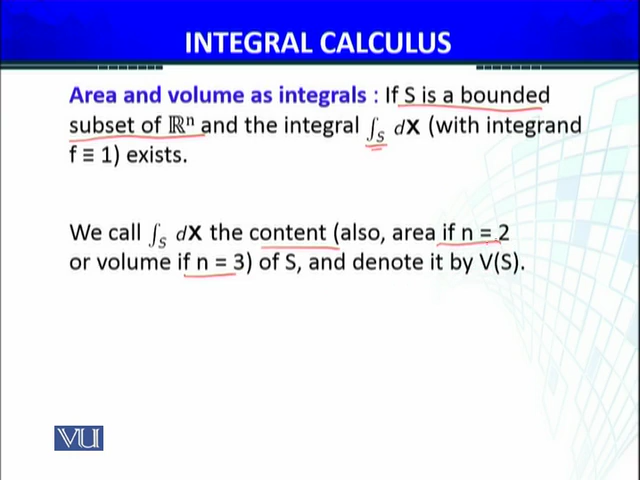 INTEGRAL CALCULUS
Area and volume as integrals : If S is a bounded
subset of ℝⁿ and the integral ∫ₛ dX (with integrand
f ≡ 1) exists.
We call ∫ₛ dX the content (also, area if n = 2
or volume if n = 3) of S, and denote it by V(S).
VU